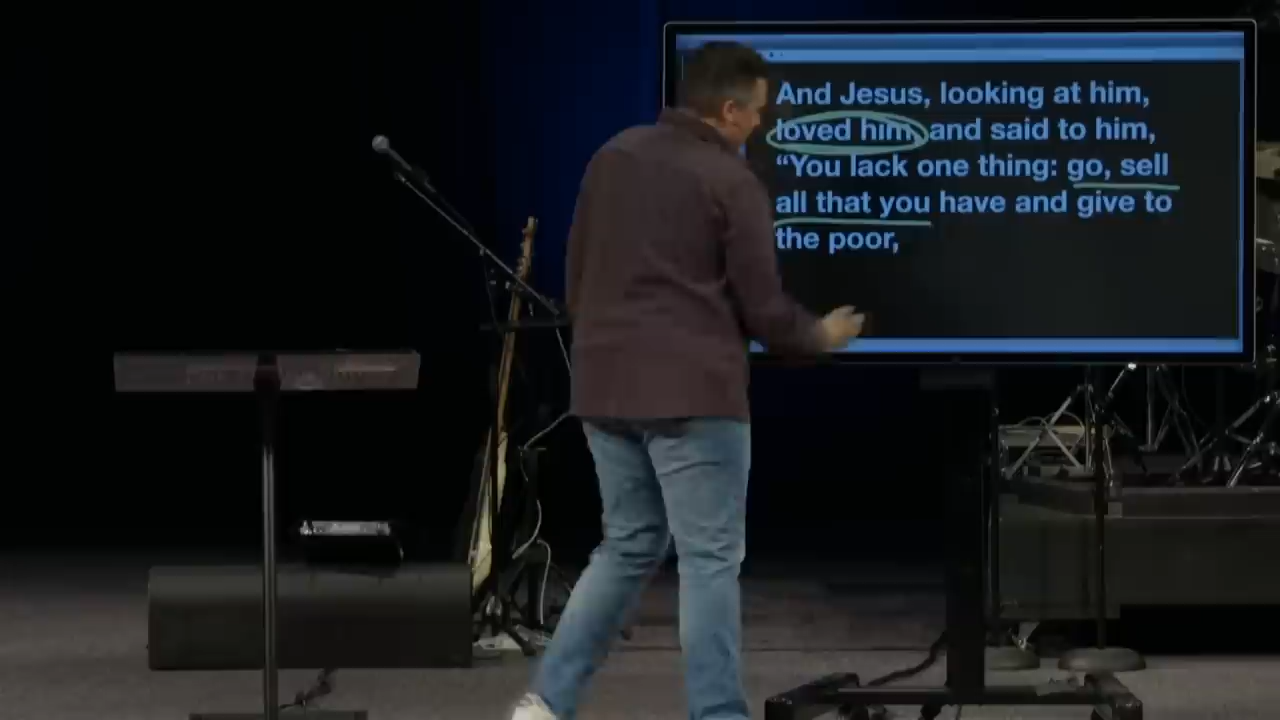 And Jesus, looking at him,
loved him, and said to him,
“You lack one thing: go, sell
all that you have and give to
the poor,